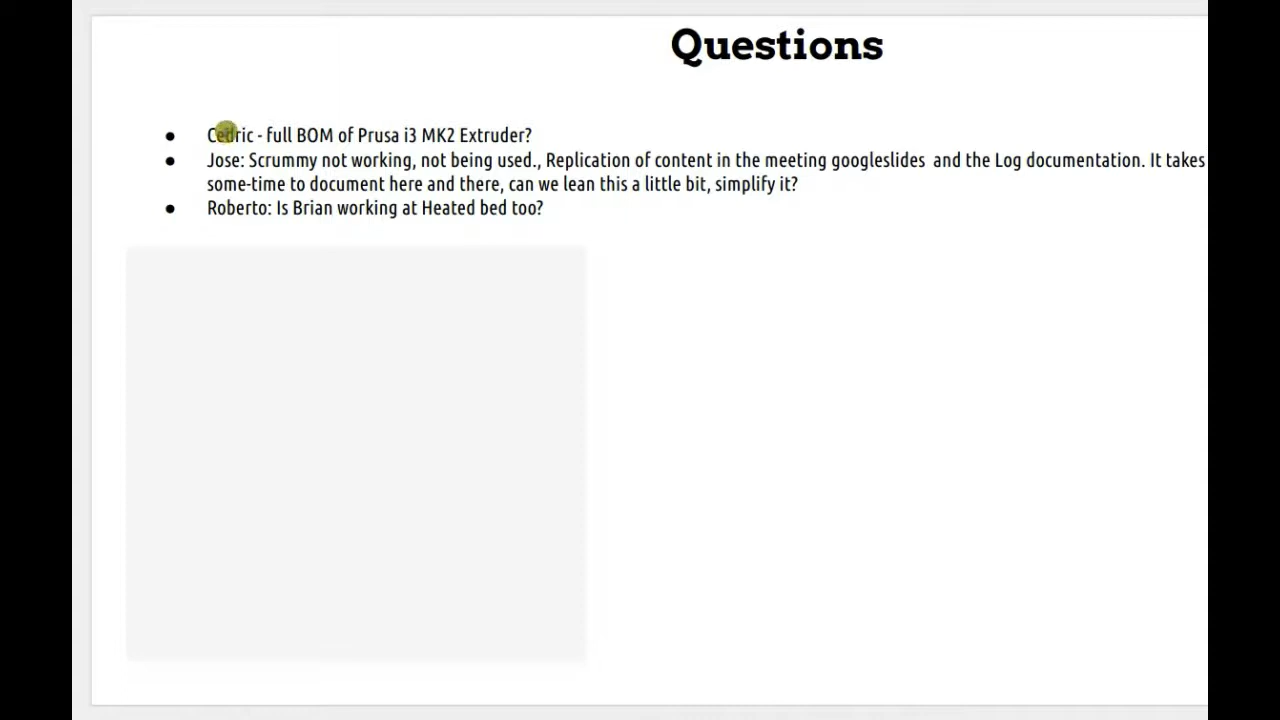 Questions
● Cedric - full BOM of Prusa i3 MK2 Extruder?
● Jose: Scrummy not working, not being used., Replication of content in the meeting googleslides and the Log documentation. It takes
some-time to document here and there, can we lean this a little bit, simplify it?
● Roberto: Is Brian working at Heated bed too?